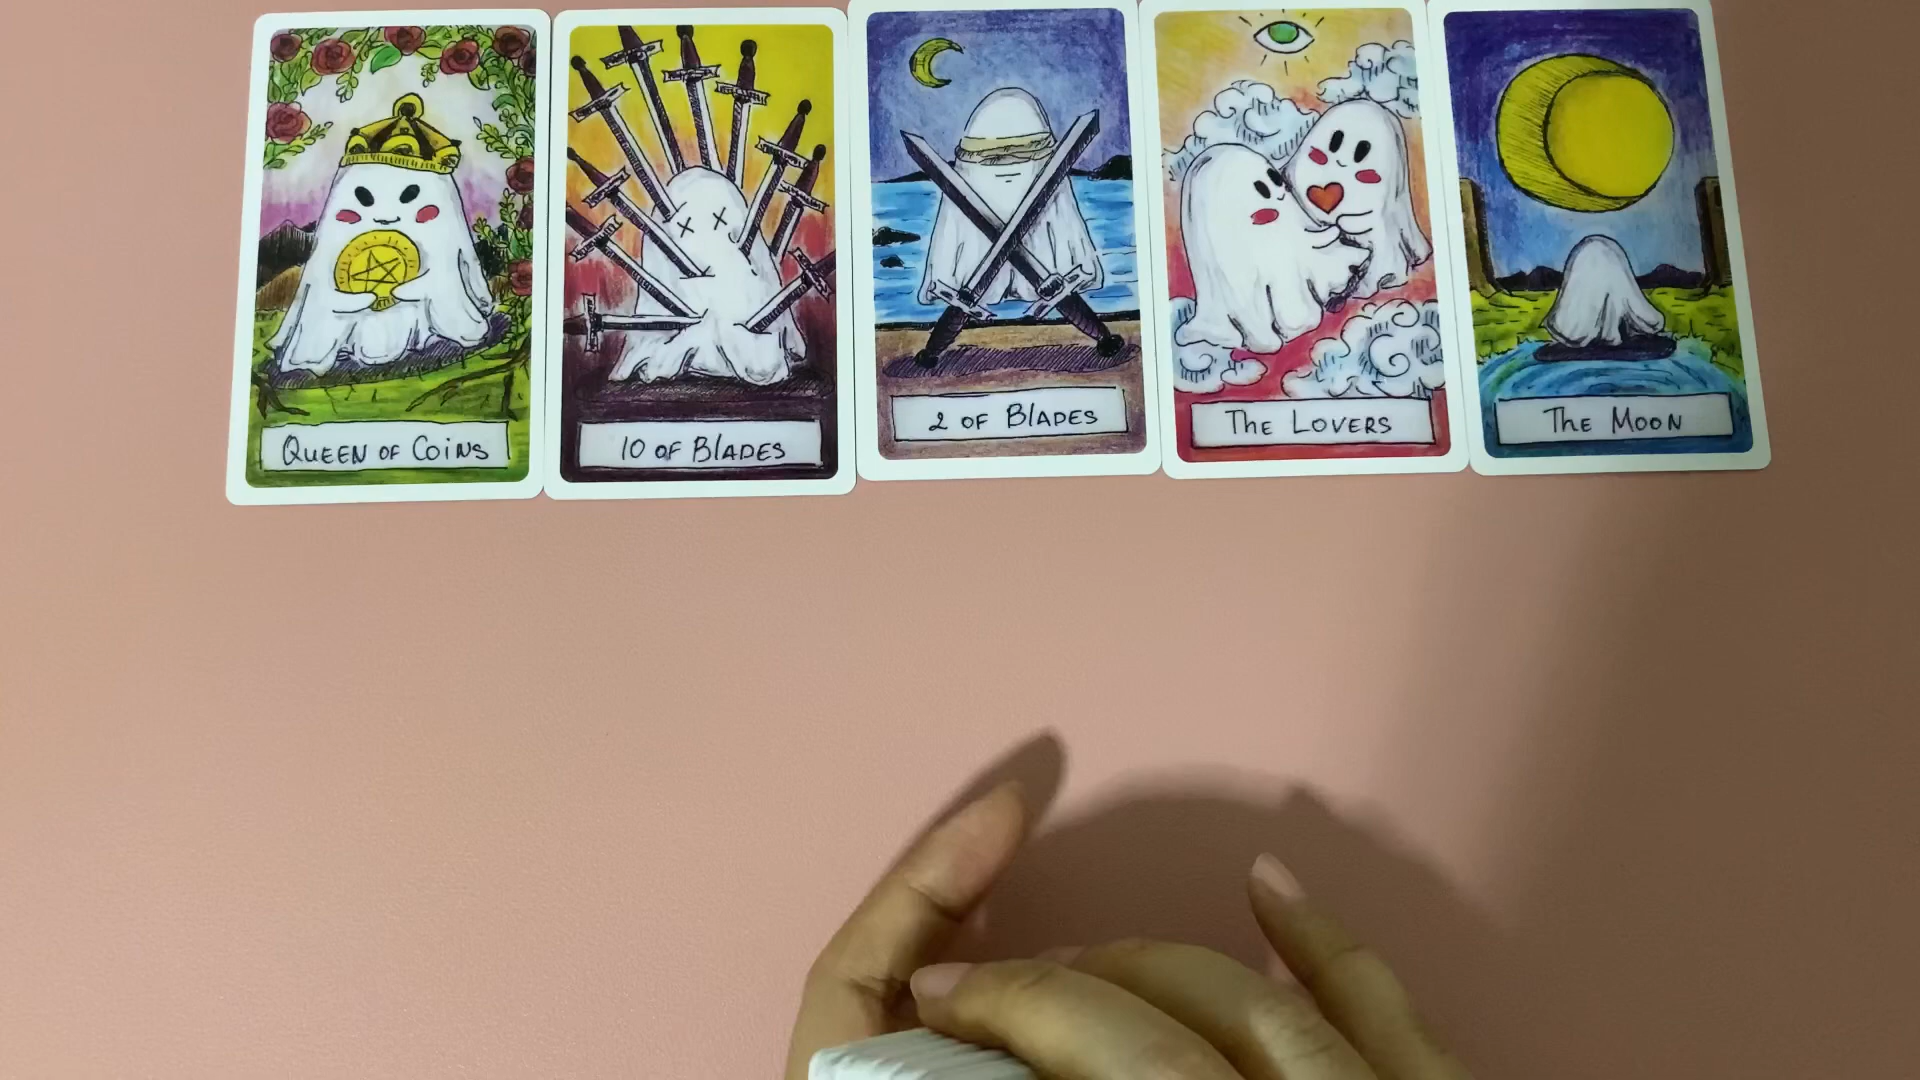 Queen of Coins
10 of Blades
2 of Blades
The Lovers
The Moon